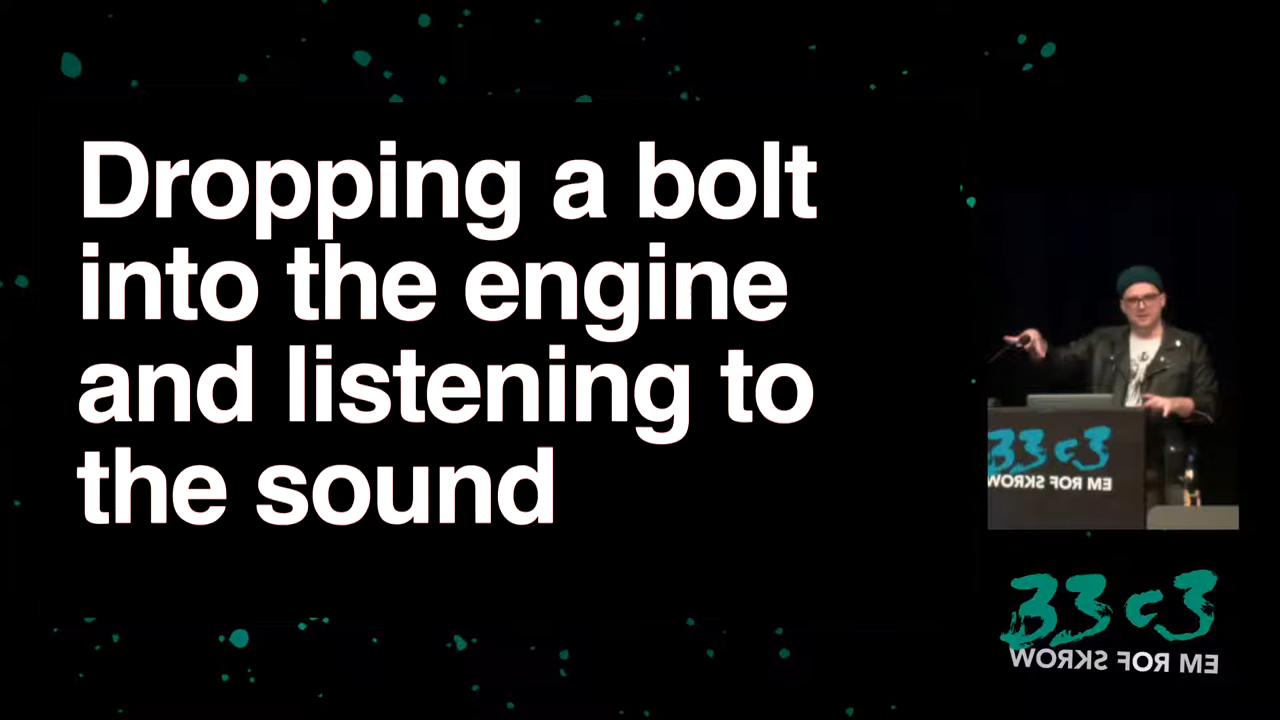 Dropping a bolt
into the engine
and listening to
the sound
33c3
WORKS FOR ME
33c3
WORKS FOR ME